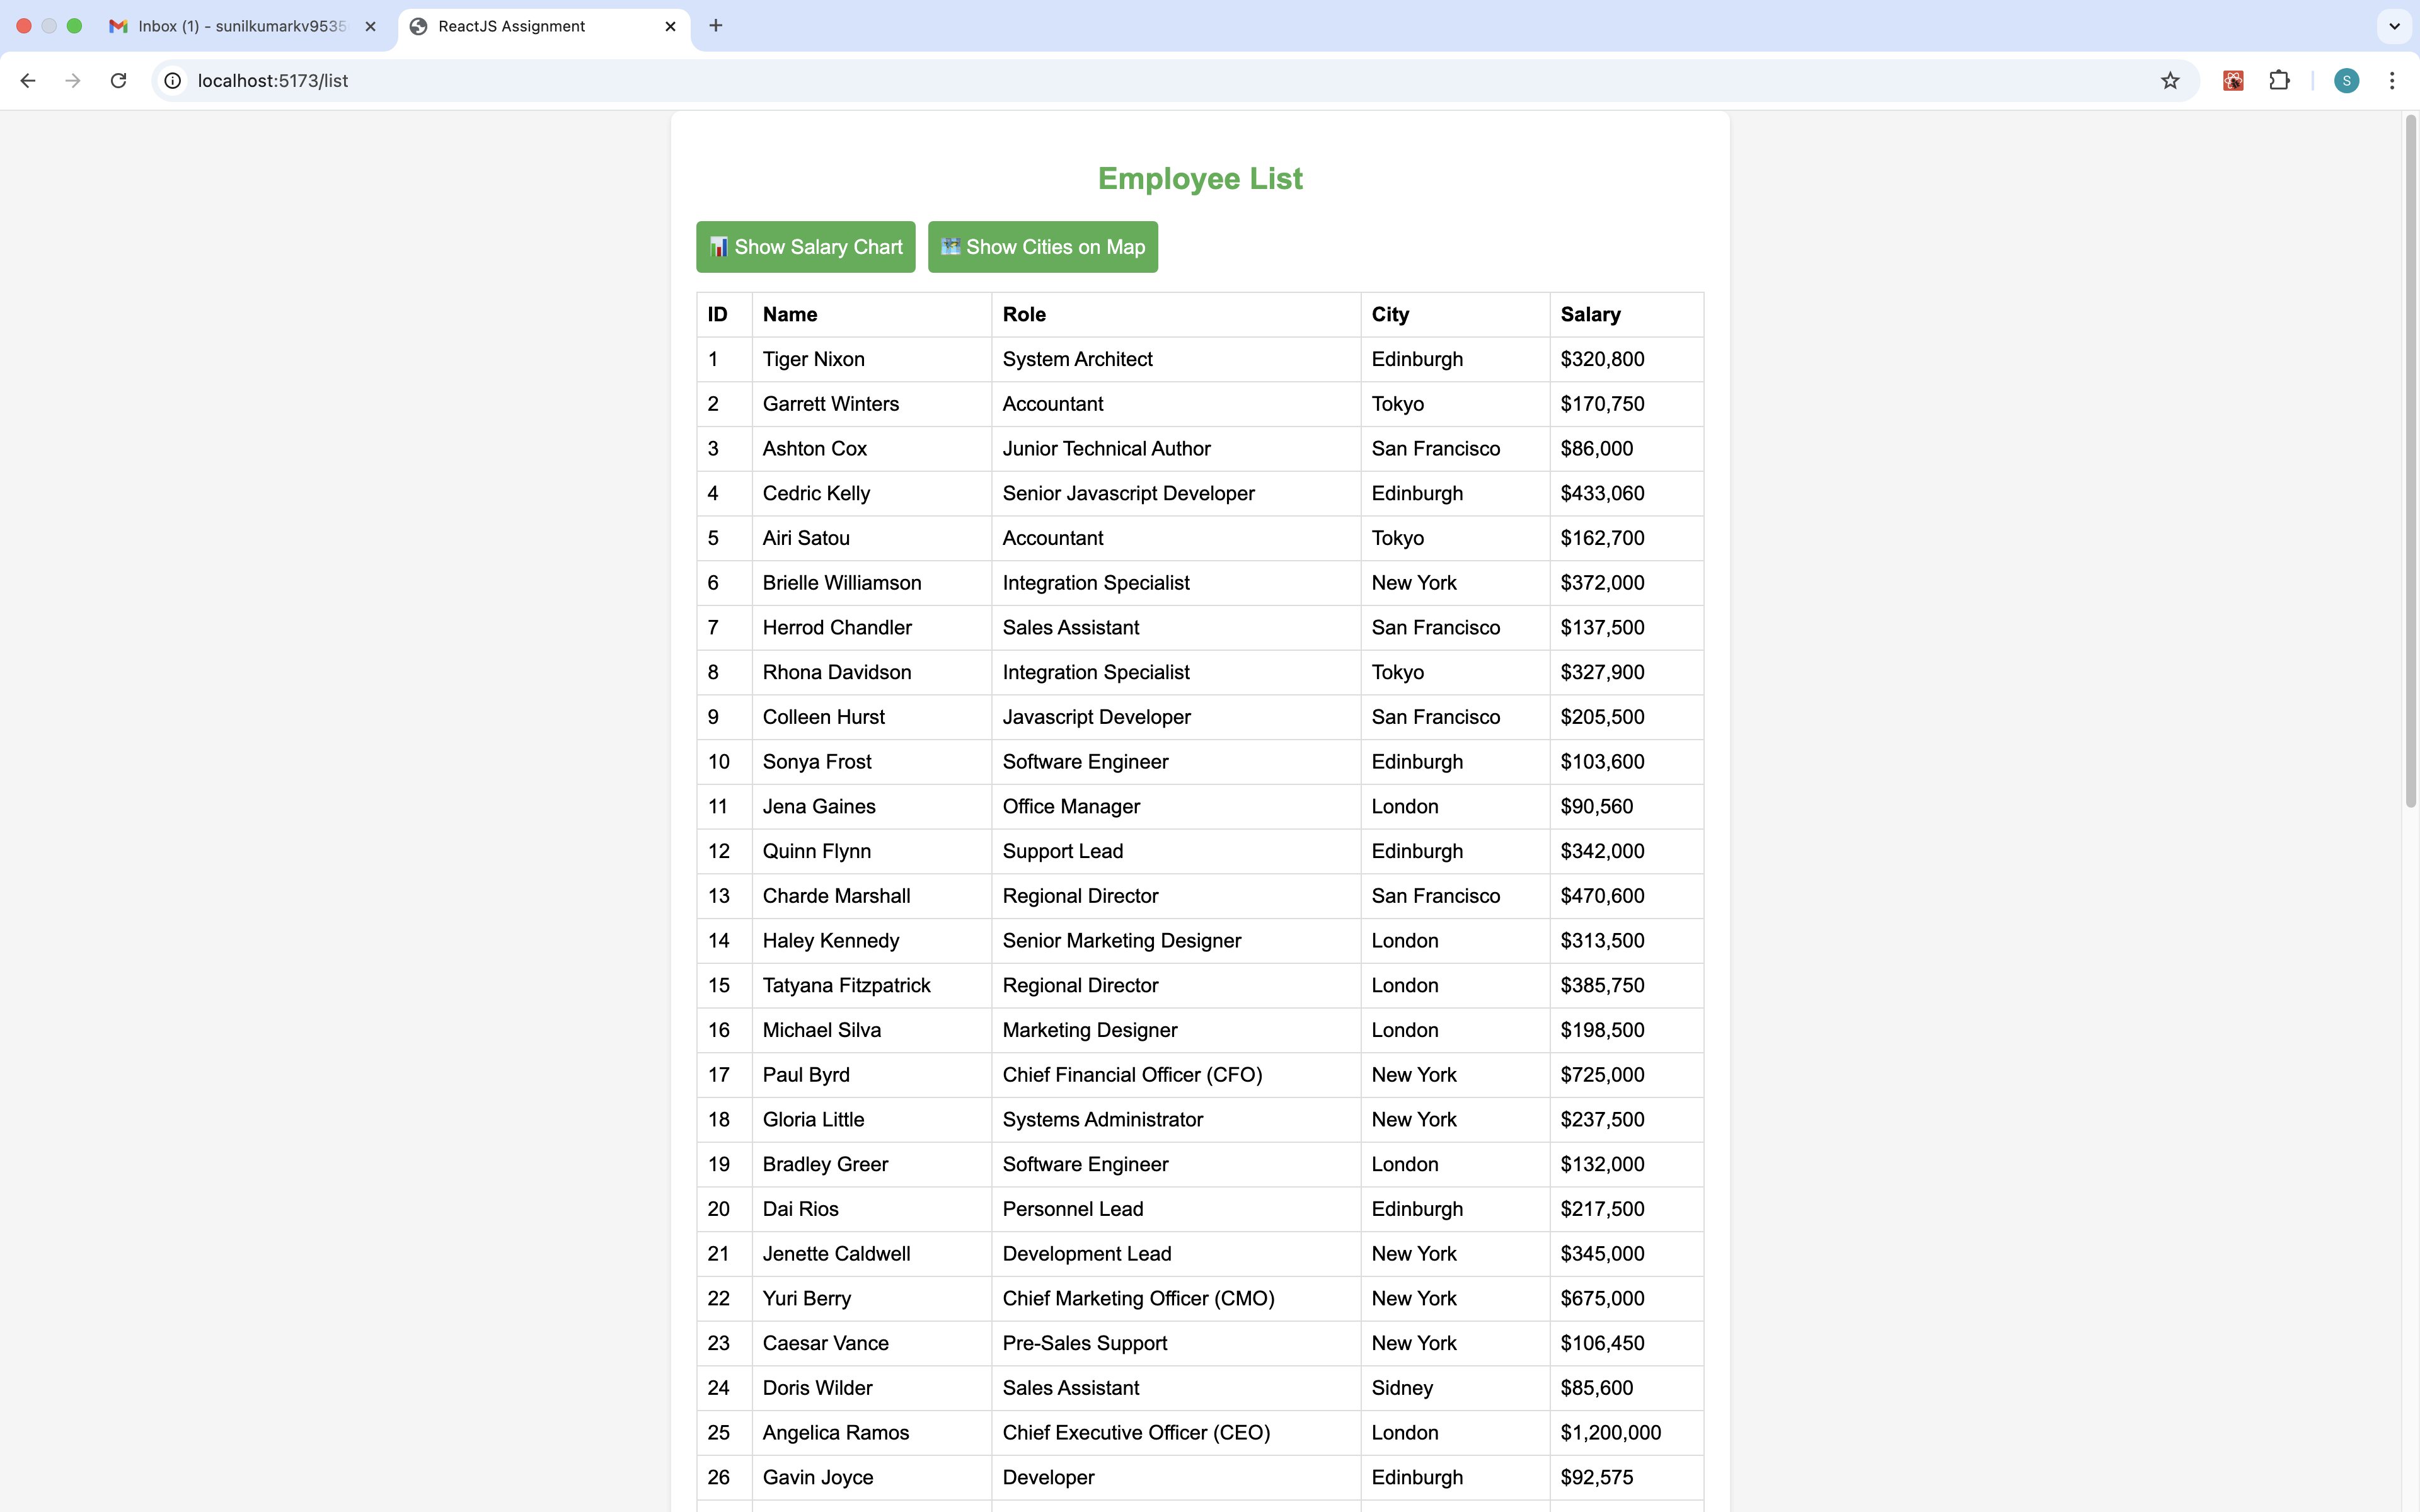 Inbox (1) - sunilkumarkv9535
ReactJS Assignment
localhost:5173/list
S
Employee List
Show Salary Chart Show Cities on Map
ID Name Role City Salary
1 Tiger Nixon System Architect Edinburgh $320,800
2 Garrett Winters Accountant Tokyo $170,750
3 Ashton Cox Junior Technical Author San Francisco $86,000
4 Cedric Kelly Senior Javascript Developer Edinburgh $433,060
5 Airi Satou Accountant Tokyo $162,700
6 Brielle Williamson Integration Specialist New York $372,000
7 Herrod Chandler Sales Assistant San Francisco $137,500
8 Rhona Davidson Integration Specialist Tokyo $327,900
9 Colleen Hurst Javascript Developer San Francisco $205,500
10 Sonya Frost Software Engineer Edinburgh $103,600
11 Jena Gaines Office Manager London $90,560
12 Quinn Flynn Support Lead Edinburgh $342,000
13 Charde Marshall Regional Director San Francisco $470,600
14 Haley Kennedy Senior Marketing Designer London $313,500
15 Tatyana Fitzpatrick Regional Director London $385,750
16 Michael Silva Marketing Designer London $198,500
17 Paul Byrd Chief Financial Officer (CFO) New York $725,000
18 Gloria Little Systems Administrator New York $237,500
19 Bradley Greer Software Engineer London $132,000
20 Dai Rios Personnel Lead Edinburgh $217,500
21 Jenette Caldwell Development Lead New York $345,000
22 Yuri Berry Chief Marketing Officer (CMO) New York $675,000
23 Caesar Vance Pre-Sales Support New York $106,450
24 Doris Wilder Sales Assistant Sidney $85,600
25 Angelica Ramos Chief Executive Officer (CEO) London $1,200,000
26 Gavin Joyce Developer Edinburgh $92,575